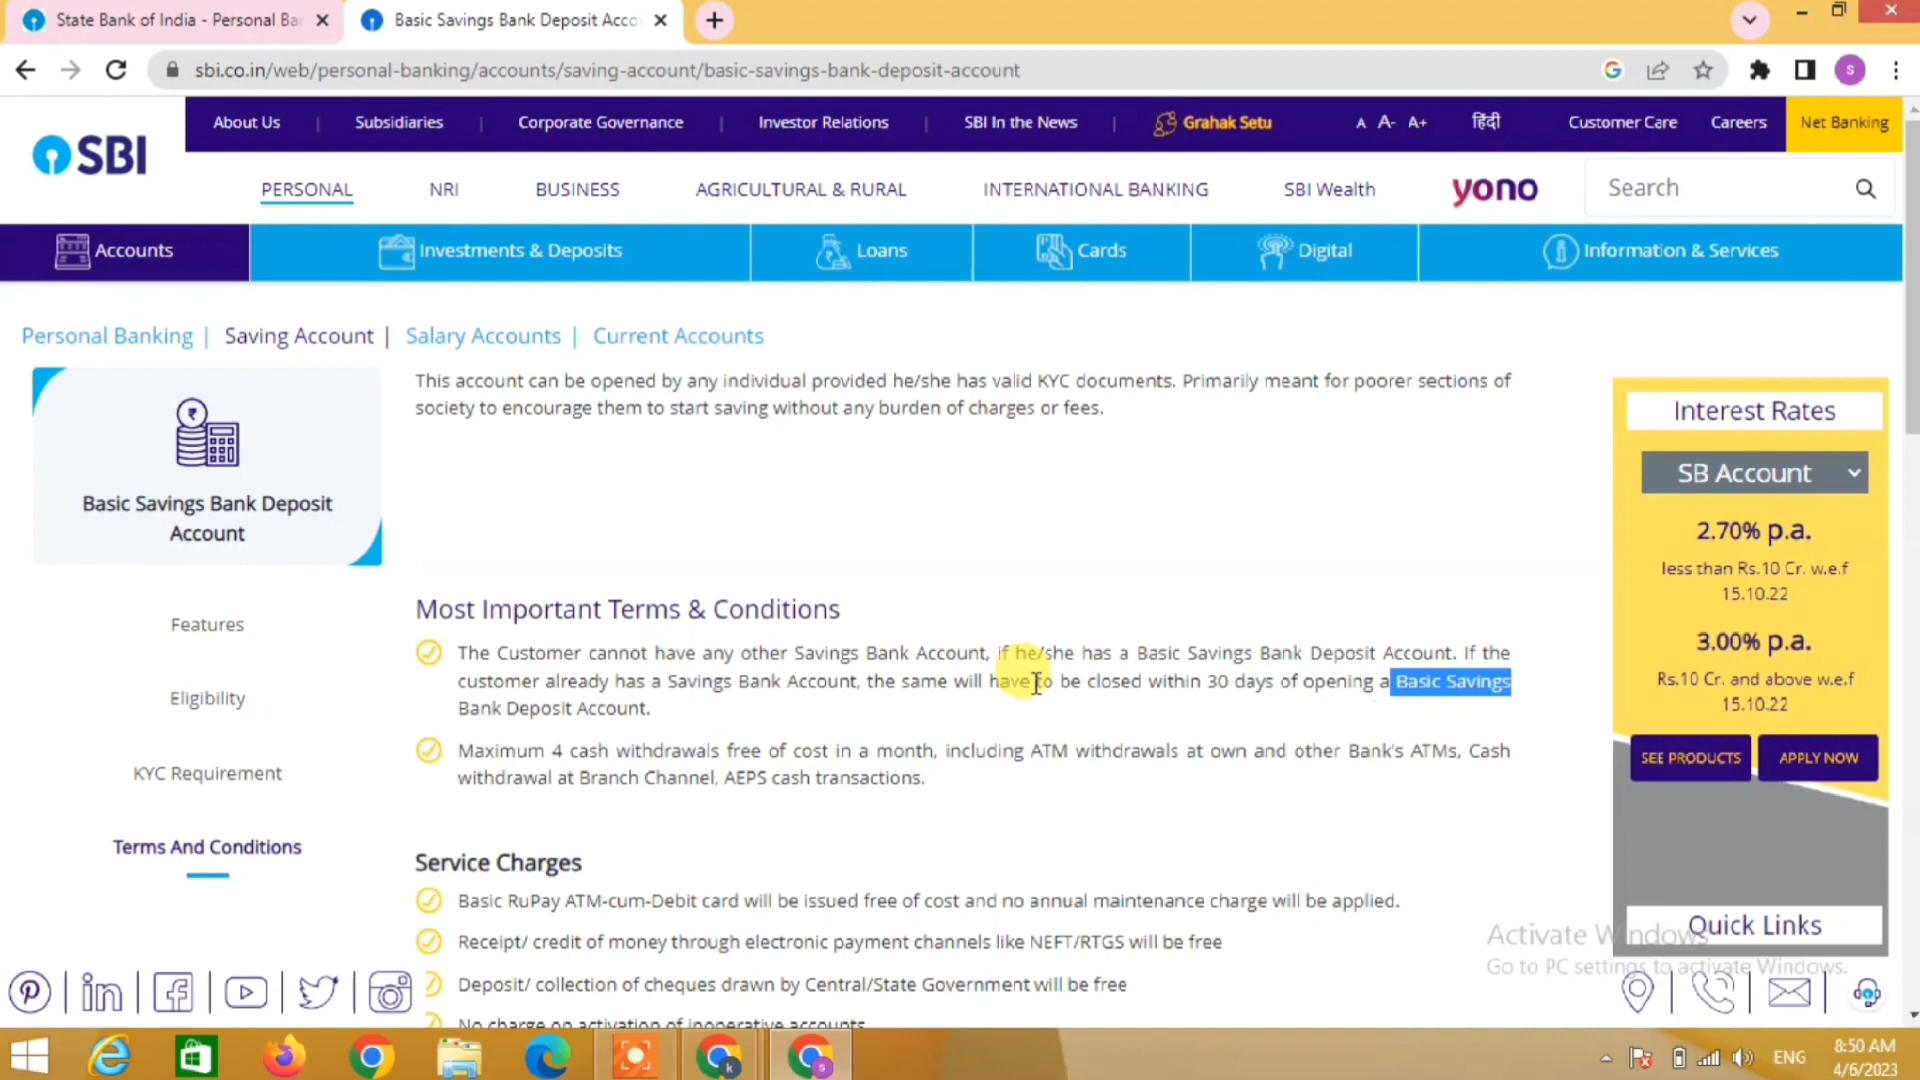 State Bank of India - Personal Ba
Basic Savings Bank Deposit Acco
sbi.co.in/web/personal-banking/accounts/saving-account/basic-savings-bank-deposit-account
s
About Us | Subsidiaries | Corporate Governance | Investor Relations | SBI In the News | Grahak Setu A A- A+ हिंदी Customer Care Careers Net Banking
SBI
PERSONAL NRI BUSINESS AGRICULTURAL & RURAL INTERNATIONAL BANKING SBI Wealth yono Search
Accounts Investments & Deposits Loans Cards Digital Information & Services
Personal Banking | Saving Account | Salary Accounts | Current Accounts
Basic Savings Bank Deposit
Account
Features
Eligibility
KYC Requirement
Terms And Conditions
This account can be opened by any individual provided he/she has valid KYC documents. Primarily meant for poorer sections of
society to encourage them to start saving without any burden of charges or fees.
Most Important Terms & Conditions
The Customer cannot have any other Savings Bank Account, if he/she has a Basic Savings Bank Deposit Account. If the
customer already has a Savings Bank Account, the same will have to be closed within 30 days of opening a Basic Savings
Bank Deposit Account.
Maximum 4 cash withdrawals free of cost in a month, including ATM withdrawals at own and other Bank's ATMs, Cash
withdrawal at Branch Channel, AEPS cash transactions.
Service Charges
Basic RuPay ATM-cum-Debit card will be issued free of cost and no annual maintenance charge will be applied.
Receipt/ credit of money through electronic payment channels like NEFT/RTGS will be free
Deposit/ collection of cheques drawn by Central/State Government will be free
No charge on activation of inoperative accounts
Interest Rates
SB Account
2.70% p.a.
less than Rs.10 Cr. w.e.f
15.10.22
3.00% p.a.
Rs.10 Cr. and above w.e.f
15.10.22
SEE PRODUCTS APPLY NOW
Quick Links
Activate Windows
Go to PC settings to activate Windows.
k
s
ENG
8:50 AM
4/6/2023